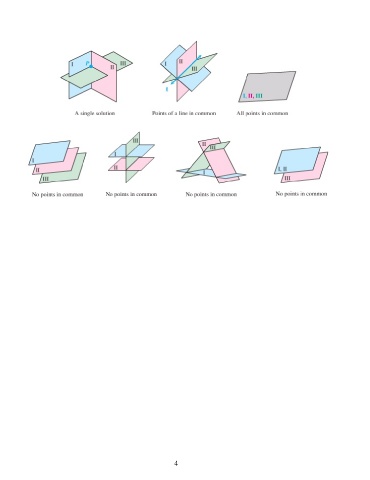 I II III P
I II III
I, II, III
A single solution Points of a line in common All points in common
I II III
I II III
I II III
I, II III
No points in common No points in common No points in common No points in common
4